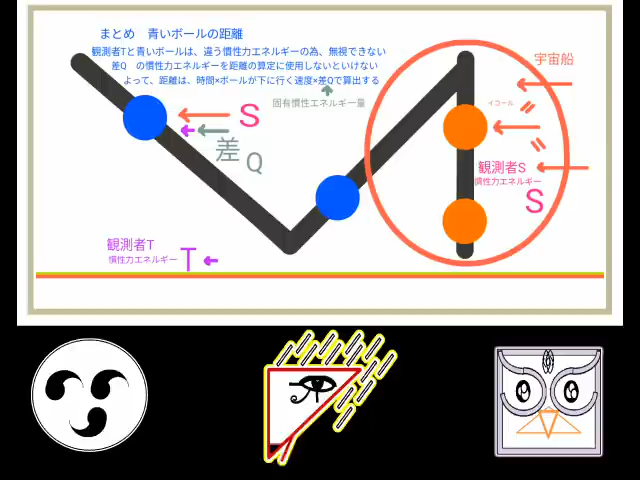 まとめ　青いボールの距離
観測者Tと青いボールは、違う慣性力エネルギーの為、無視できない
差Q　の慣性力エネルギーを距離の算定に使用しないといけない
よって、距離は、時間×ボールが下に行く速度×差Qで算出する
固有慣性エネルギー量
宇宙船
イコール
S
差 Q
観測者S
慣性力エネルギー
S
観測者T
慣性力エネルギー T